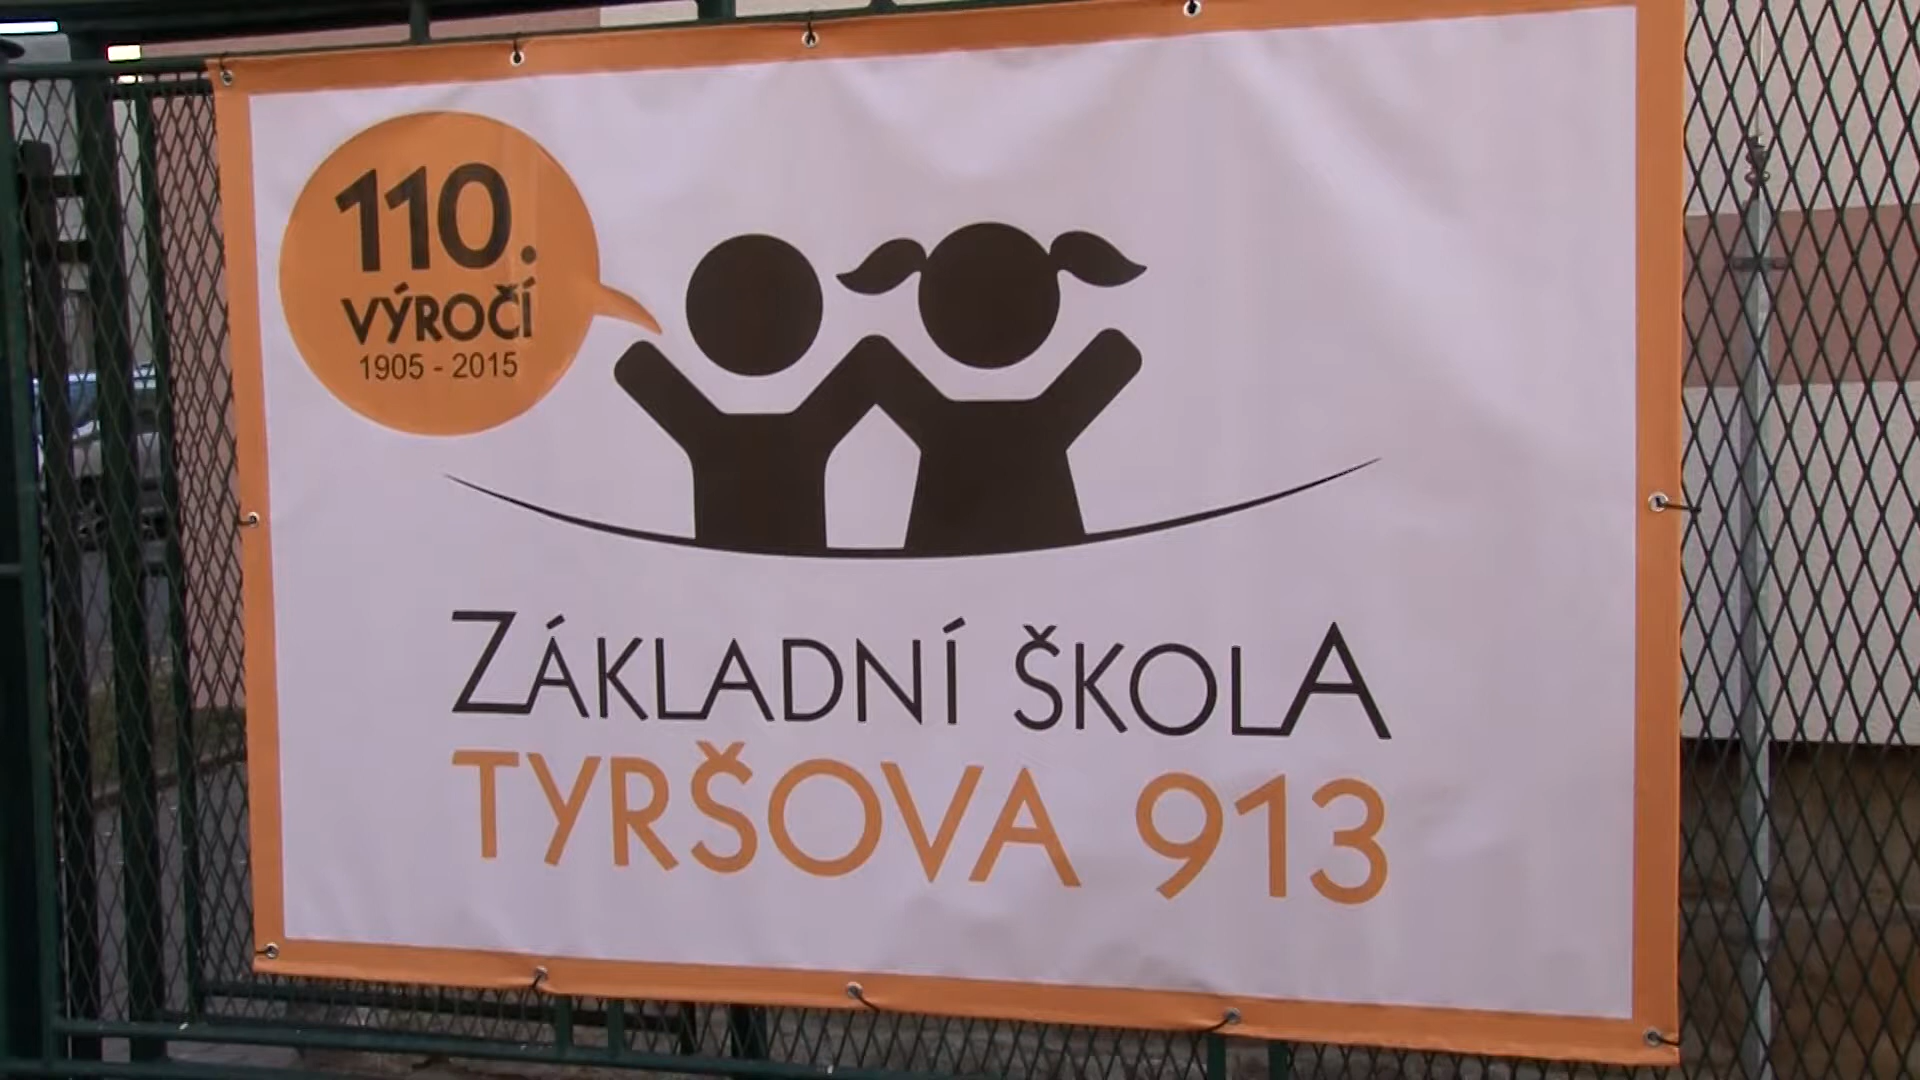 110.
VÝROČÍ
1905 - 2015
ZÁKLADNÍ ŠKOLA
TYRŠOVA 913